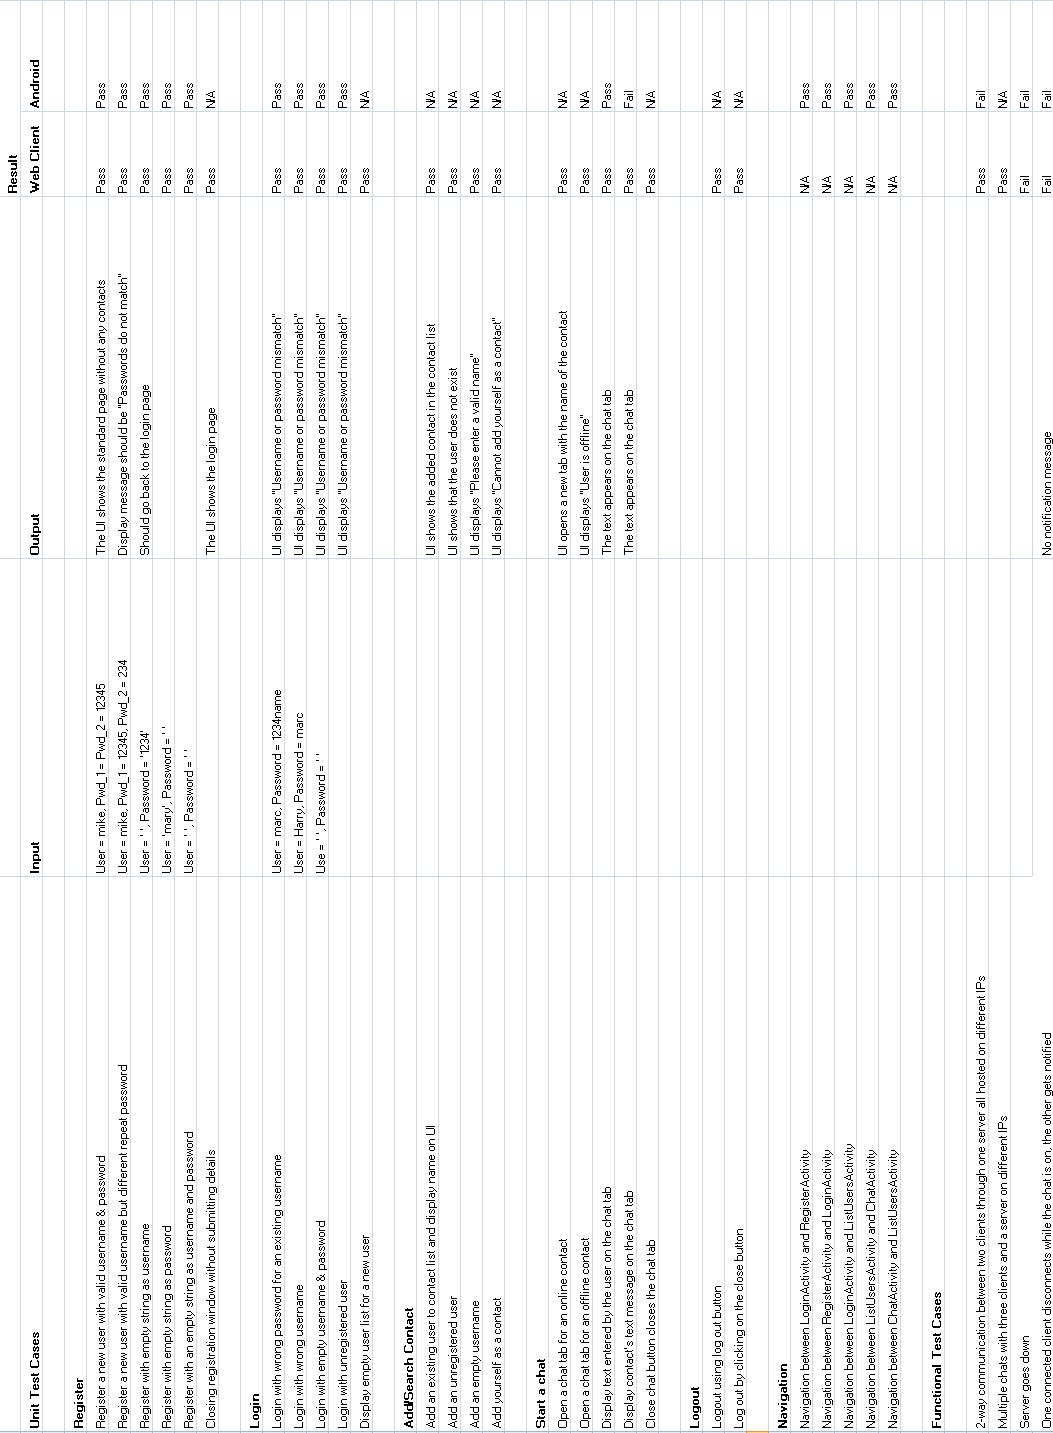 Result
Unit Test Cases Input Output Web Client Android
Register
Register a new user with valid username & password User = mike, Pwd_1 = Pwd_2 = 12345 The UI shows the standard page without any contacts Pass Pass
Register a new user with valid username but different repeat password User = mike, Pwd_1 = 12345, Pwd_2 = 234 Display message should be "Passwords do not match" Pass Pass
Register with empty string as username User = ' ', Password = '1234' Should go back to the login page Pass Pass
Register with empty string as password User = 'mary', Password = ' ' Pass Pass
Register with an empty string as username and password User = ' ', Password = ' ' Pass Pass
Closing registration window without submitting details The UI shows the login page Pass N/A
Login
Login with wrong password for an existing username User = marc, Password = 1234name UI displays "Username or password mismatch" Pass Pass
Login with wrong username User = Harry, Password = marc UI displays "Username or password mismatch" Pass Pass
Login with empty username & password Use = ' ', Password = ' ' UI displays "Username or password mismatch" Pass Pass
Login with unregistered user UI displays "Username or password mismatch" Pass Pass
Display empty user list for a new user Pass N/A
Add/Search Contact
Add an existing user to contact list and display name on UI UI shows the added contact in the contact list Pass N/A
Add an unregistered user UI shows that the user does not exist Pass N/A
Add an empty username UI displays "Please enter a valid name" Pass N/A
Add yourself as a contact UI displays "Cannot add yourself as a contact" Pass N/A
Start a chat
Open a chat tab for an online contact UI opens a new tab with the name of the contact Pass N/A
Open a chat tab for an offline contact UI displays "User is offline" Pass N/A
Display text entered by the user on the chat tab The text appears on the chat tab Pass Pass
Display contact's text message on the chat tab The text appears on the chat tab Pass Fail
Close chat button closes the chat tab Pass N/A
Logout
Logout using log out button Pass N/A
Log out by clicking on the close button Pass N/A
Navigation
Navigation between LoginActivity and RegisterActivity N/A Pass
Navigation between RegisterActivity and LoginActivity N/A Pass
Navigation between LoginActivity and ListUsersActivity N/A Pass
Navigation between ListUsersActivity and ChatActivity N/A Pass
Navigation between ChatActivity and ListUsersActivity N/A Pass
Functional Test Cases
2-way communication between two clients through one server all hosted on different IPs Pass Fail
Multiple chats with three clients and a server on different IPs Pass N/A
Server goes down Fail Fail
One connected client disconnects while the chat is on, the other gets notified No notification message Fail Fail